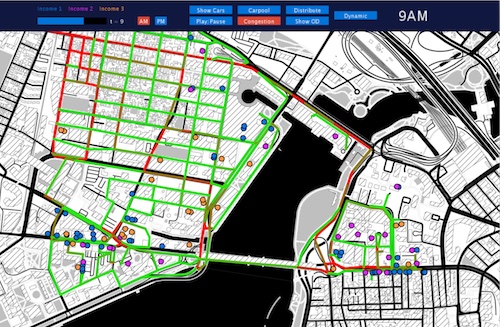 Income 1 Income 2 Income 3
t = 9
AM PM
Show Cars Carpool Distribute
Play/Pause Congestion Show OD
Dynamic
9AM